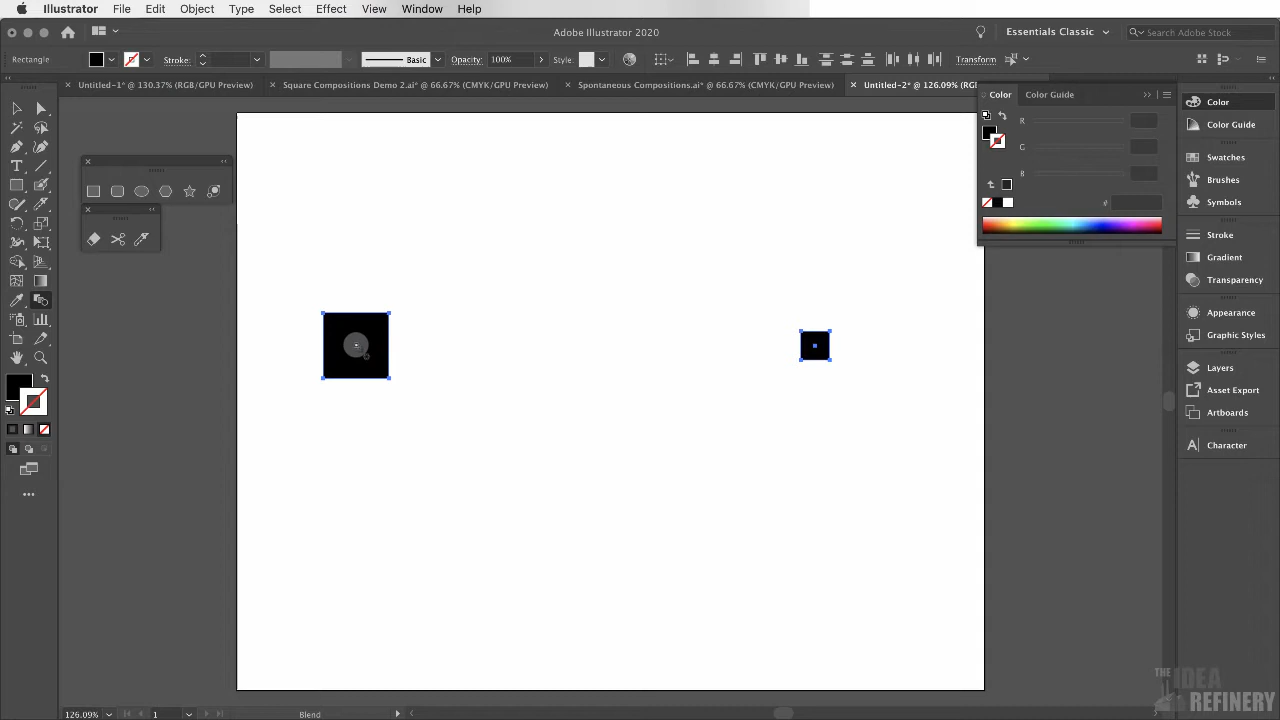 Illustrator File Edit Object Type Select Effect View Window Help
Adobe Illustrator 2020
Essentials Classic
Search Adobe Stock
Rectangle Stroke: Basic Opacity: 100% Style: Transform
Untitled-1* @ 130.37% (RGB/GPU Preview)
Square Compositions Demo 2.ai* @ 66.67% (CMYK/GPU Preview)
Spontaneous Compositions.ai* @ 66.67% (CMYK/GPU Preview)
Untitled-2* @ 126.09% (RGB
Color Color Guide
R
G
B
#
Color
Color Guide
Swatches
Brushes
Symbols
Stroke
Gradient
Transparency
Appearance
Graphic Styles
Layers
Asset Export
Artboards
Character
126.09% 1 Blend
THE IDEA
REFINERY